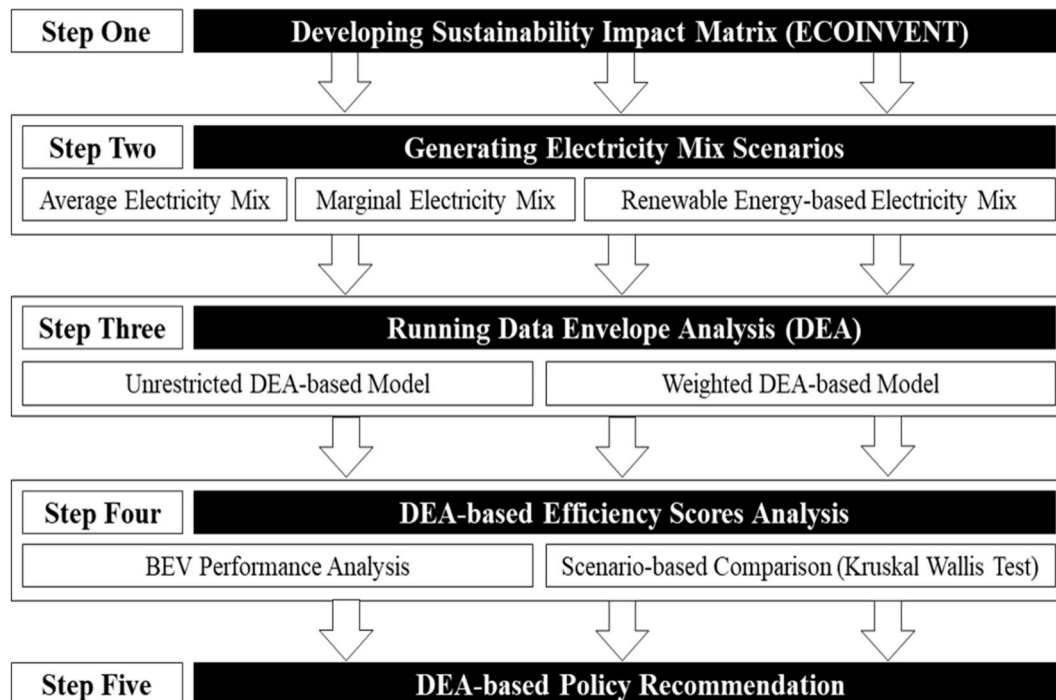 Step One
Developing Sustainability Impact Matrix (ECOINVENT)
Step Two
Generating Electricity Mix Scenarios
Average Electricity Mix
Marginal Electricity Mix
Renewable Energy-based Electricity Mix
Step Three
Running Data Envelope Analysis (DEA)
Unrestricted DEA-based Model
Weighted DEA-based Model
Step Four
DEA-based Efficiency Scores Analysis
BEV Performance Analysis
Scenario-based Comparison (Kruskal Wallis Test)
Step Five
DEA-based Policy Recommendation